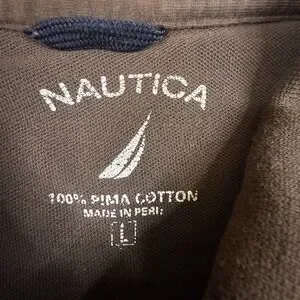 NAUTICA
100% PIMA COTTON
MADE IN PERU
L